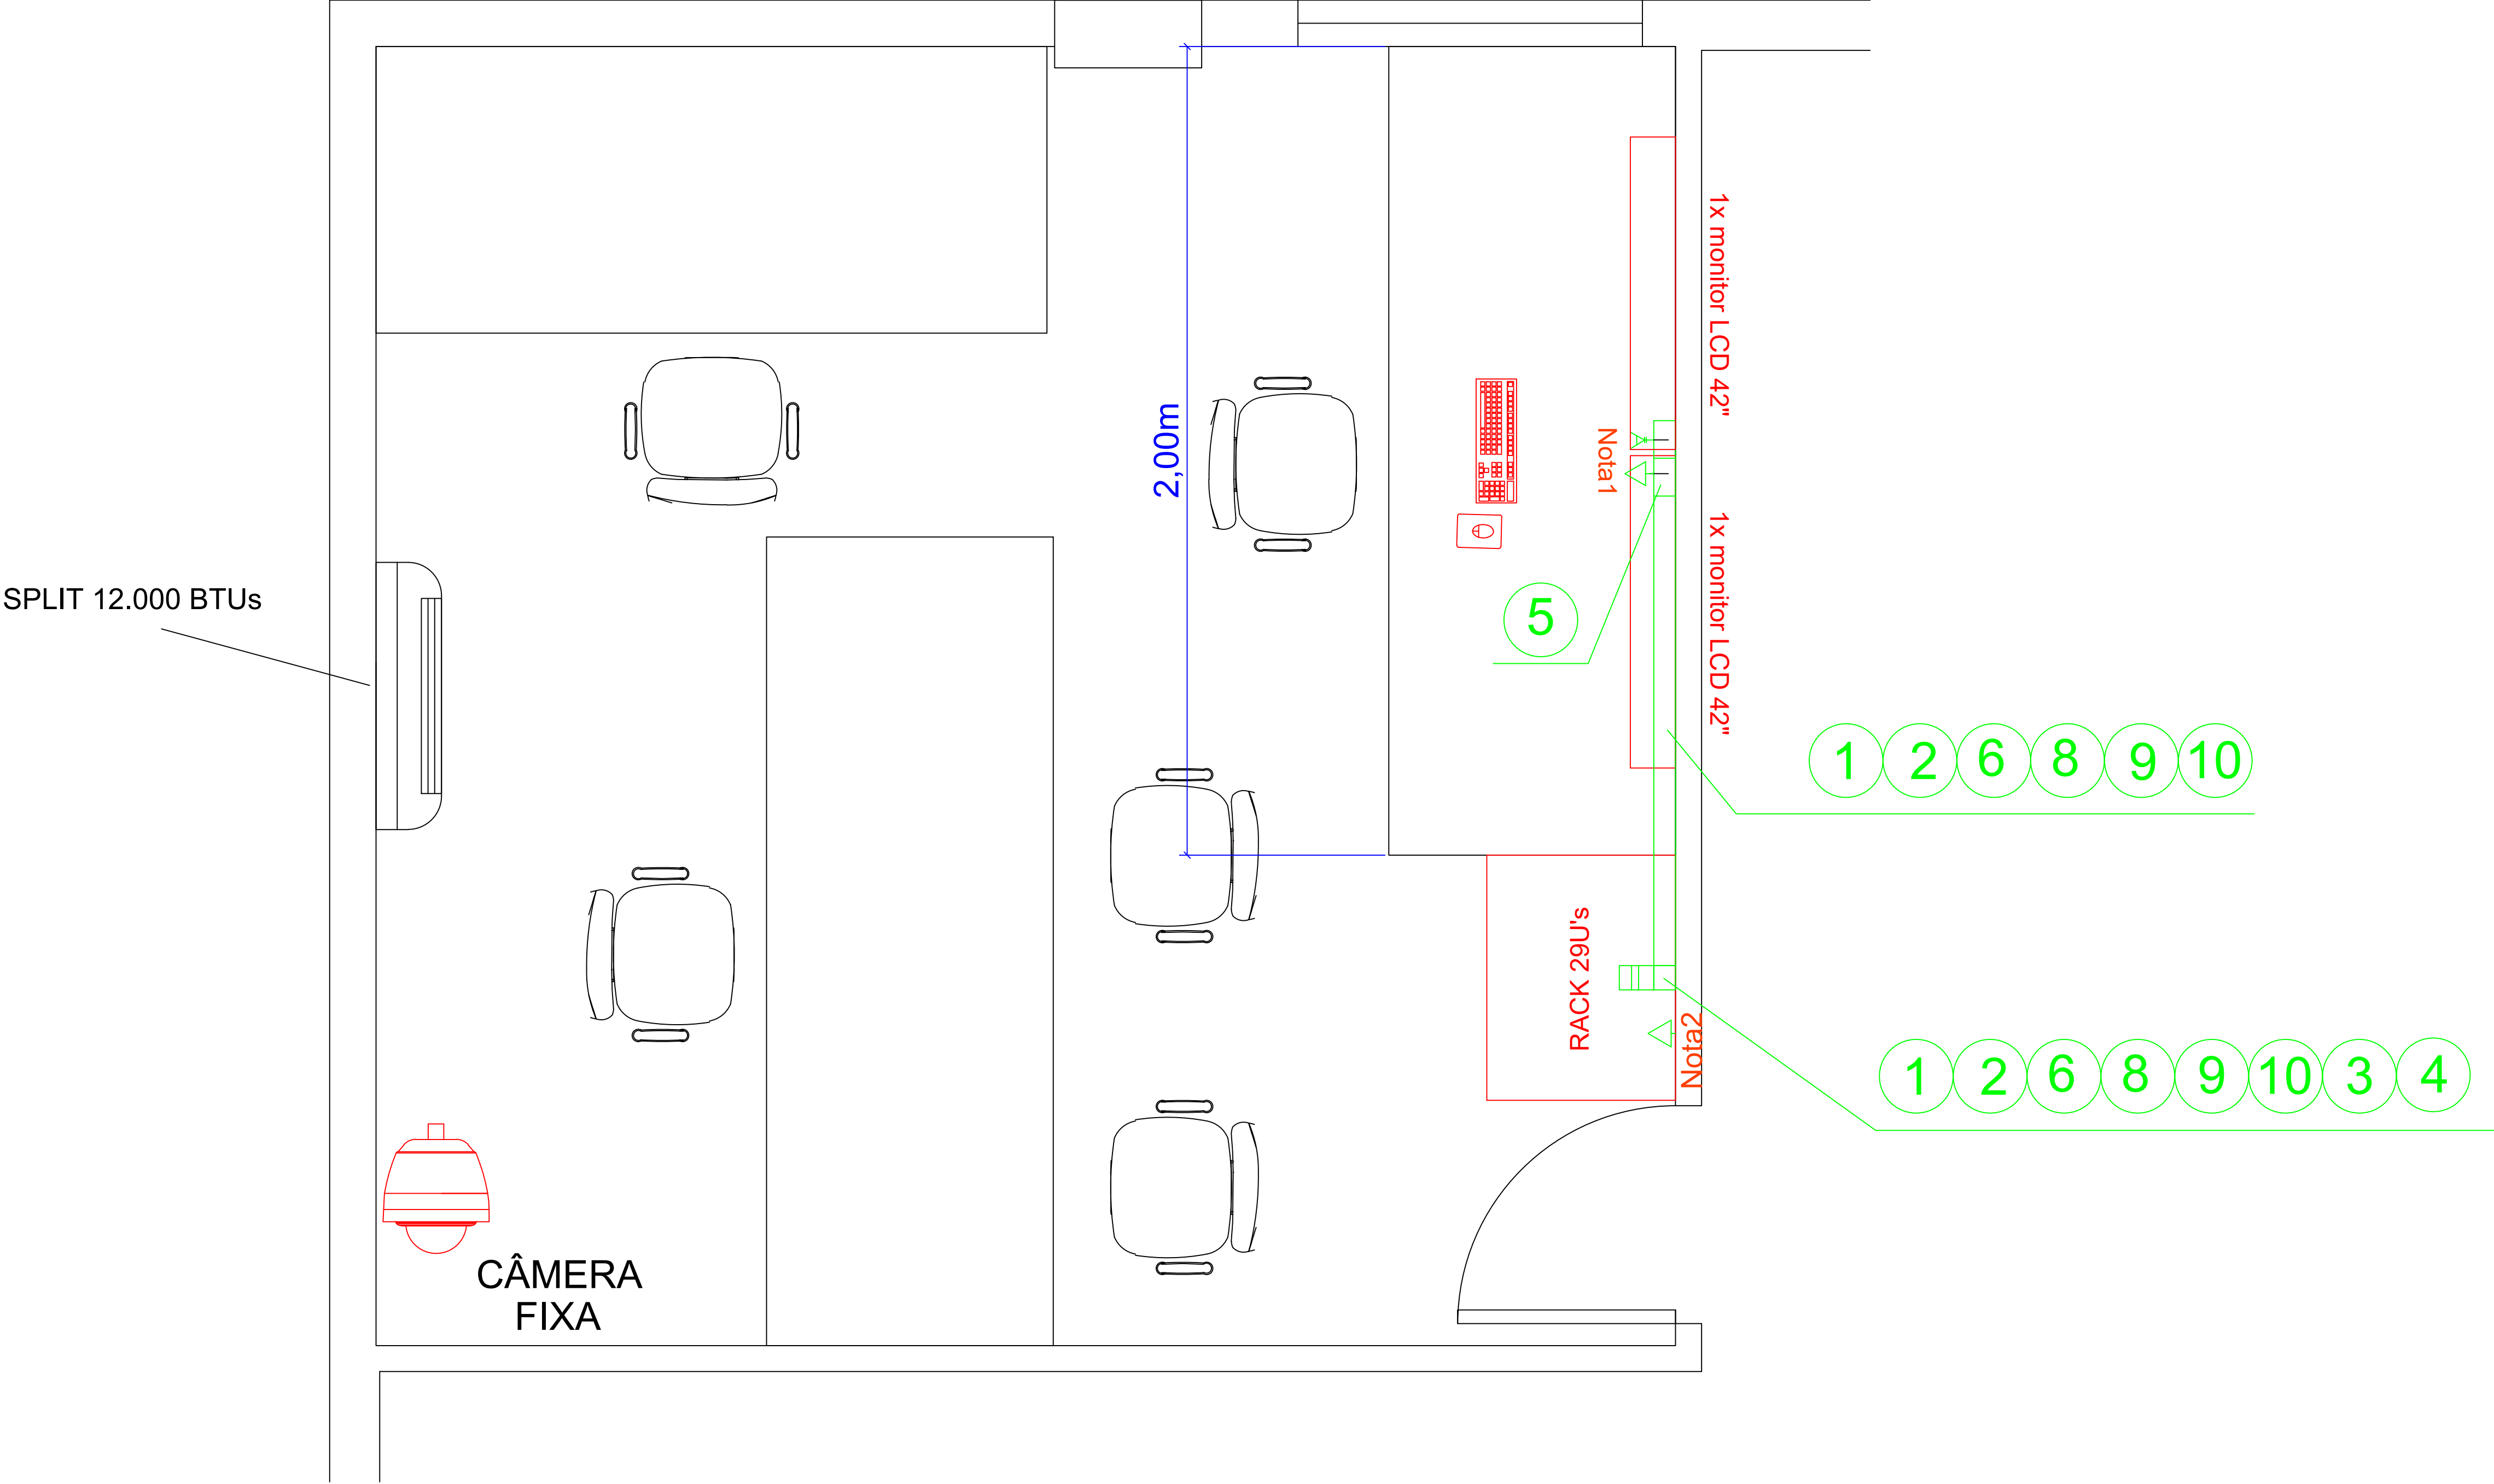 1x monitor LCD 42"
2,00m
Nota1
1x monitor LCD 42"
SPLIT 12.000 BTUs
5
1 2 6 8 9 10
RACK 29U's
Nota2
1 2 6 8 9 10 3 4
CÂMERA
FIXA